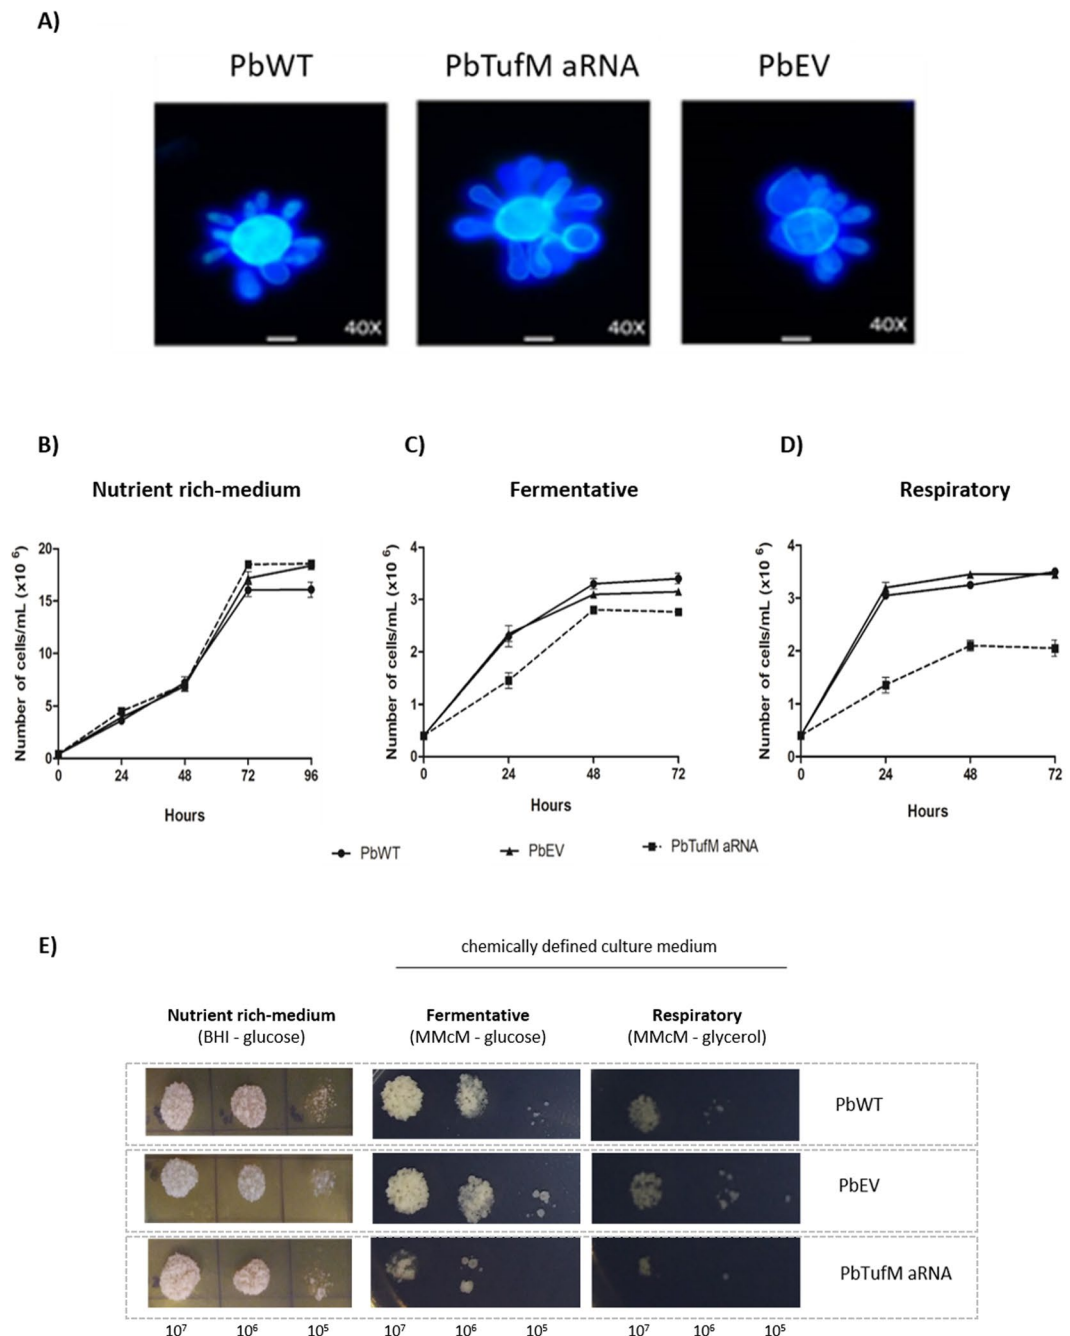 A)
PbWT PbTufM aRNA PbEV
40X 40X 40X
B) C) D)
Nutrient rich-medium Fermentative Respiratory
Number of cells/mL (x10 6)
20
15
10
5
0
0 24 48 72 96
Hours
Number of cells/mL (x10 6)
4
3
2
1
0
0 24 48 72
Hours
Number of cells/mL (x10 6)
4
3
2
1
0
0 24 48 72
Hours
PbWT PbEV PbTufM aRNA
E)
chemically defined culture medium
Nutrient rich-medium Fermentative Respiratory
(BHI - glucose) (MMcM - glucose) (MMcM - glycerol)
PbWT
PbEV
PbTufM aRNA
10⁷ 10⁶ 10⁵ 10⁷ 10⁶ 10⁵ 10⁷ 10⁶ 10⁵